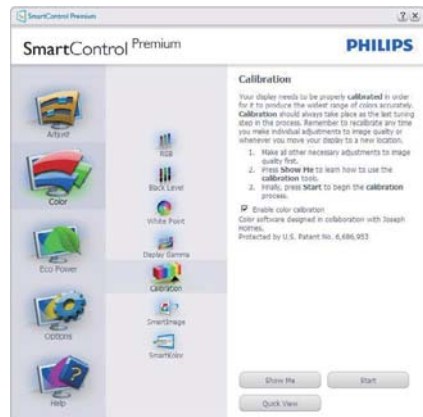 SmartControl Premium
SmartControl Premium
PHILIPS
Adjust
Color
Eco Power
Options
Help
RGB
Black Level
White Point
Display Gamma
Calibration
SmartImage
SmartKolor
Calibration
Your display needs to be properly calibrated in order
for it to produce the widest range of colors accurately.
Calibration should always take place as the last tuning
step in the process. Remember to recalibrate any time
you make individual adjustments to image quality or
whenever you move your display to a new location.
1. Make all other necessary adjustments to image
quality first.
2. Press Show Me to learn how to use the
calibration tools.
3. Finally, press Start to begin the calibration
process.
Enable color calibration
Color software designed in collaboration with Joseph
Holmes.
Protected by U.S. Patent No. 6,686,953
Show Me
Start
Quick View